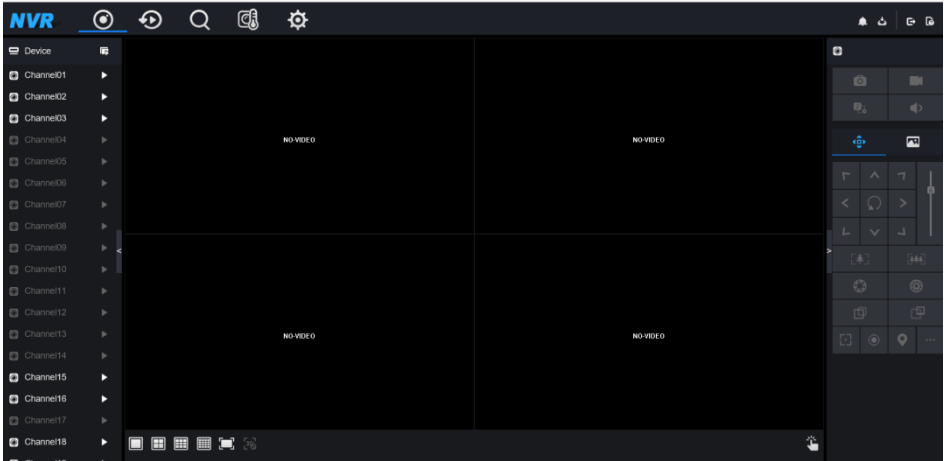 NVR
Device
Channel01
Channel02
Channel03
Channel04
Channel05
Channel06
Channel07
Channel08
Channel09
Channel10
Channel11
Channel12
Channel13
Channel14
Channel15
Channel16
Channel17
Channel18
NO-VIDEO
NO-VIDEO
NO-VIDEO
NO-VIDEO